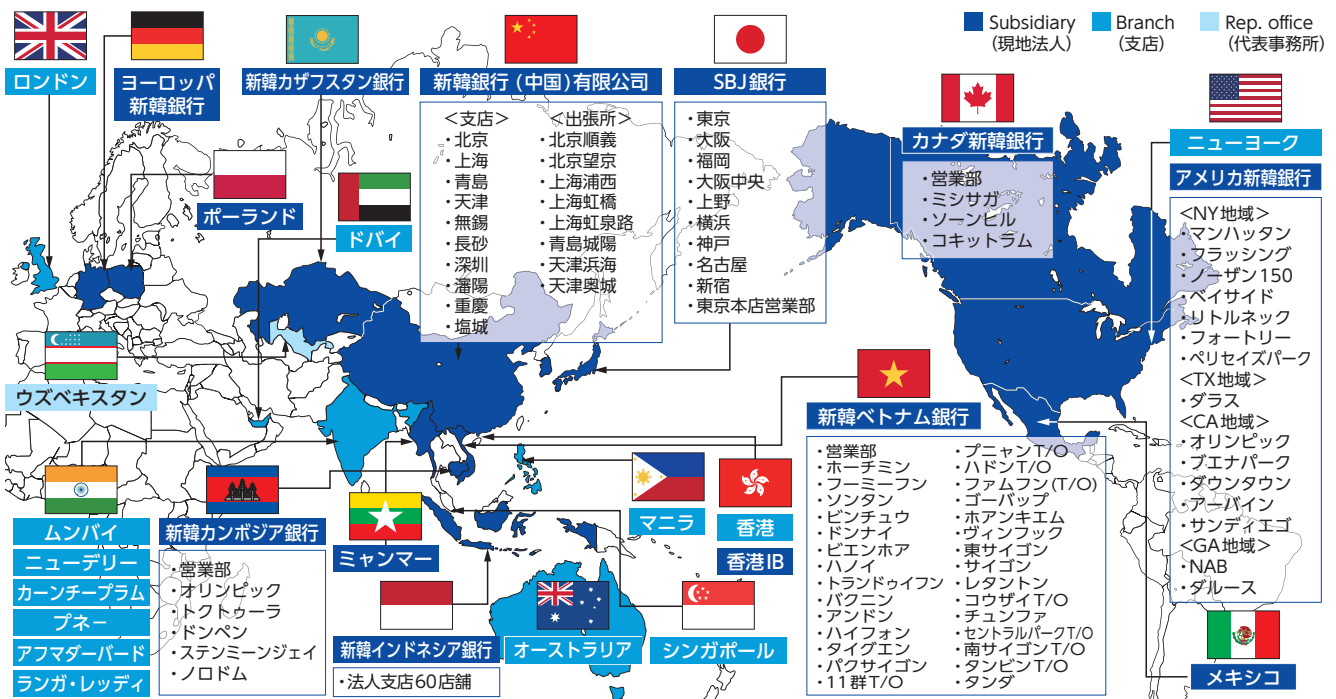 Subsidiary
(現地法人)
Branch
(支店)
Rep. office
(代表事務所)
ロンドン
ヨーロッパ
新韓銀行
新韓カザフスタン銀行
新韓銀行(中国)有限公司
<支店>
・北京
・上海
・青島
・天津
・無錫
・長砂
・深圳
・瀋陽
・重慶
・塩城
<出張所>
・北京順義
・北京望京
・上海浦西
・上海虹橋
・上海虹泉路
・青島城陽
・天津浜海
・天津奥城
SBJ銀行
・東京
・大阪
・福岡
・大阪中央
・上野
・横浜
・神戸
・名古屋
・新宿
・東京本店営業部
カナダ新韓銀行
・営業部
・ミシサガ
・ソーンヒル
・コキットラム
ニューヨーク
アメリカ新韓銀行
<NY地域>
・マンハッタン
・フラッシング
・ノーザン150
・ベイサイド
・リトルネック
・フォートリー
・ペリセイズパーク
<TX地域>
・ダラス
<CA地域>
・オリンピック
・ブエナパーク
・ダウンタウン
・アーバイン
・サンディエゴ
<GA地域>
・NAB
・ダルース
ポーランド
ドバイ
ウズベキスタン
ムンバイ
ニューデリー
カーンチープラム
プネー
アフマダーバード
ランガ・レッディ
新韓カンボジア銀行
・営業部
・オリンピック
・トクトゥーラ
・ドンペン
・ステンミーンジェイ
・ノロドム
ミャンマー
新韓インドネシア銀行
・法人支店60店舗
オーストラリア
シンガポール
マニラ
香港
香港IB
新韓ベトナム銀行
・営業部
・ホーチミン
・フーミーフン
・ソンタン
・ビンチュウ
・ドンナイ
・ビエンホア
・ハノイ
・トランドゥイフン
・バクニン
・アンドン
・ハイフォン
・タイグエン
・パクサイゴン
・11群T/O
・プニャンT/O
・ハドンT/O
・ファムフン(T/O)
・ゴーバップ
・ホアンキエム
・ヴィンフック
・東サイゴン
・サイゴン
・レタントン
・コウザイT/O
・チュンファ
・セントラルパークT/O
・南サイゴンT/O
・タンビンT/O
・タンダ
メキシコ